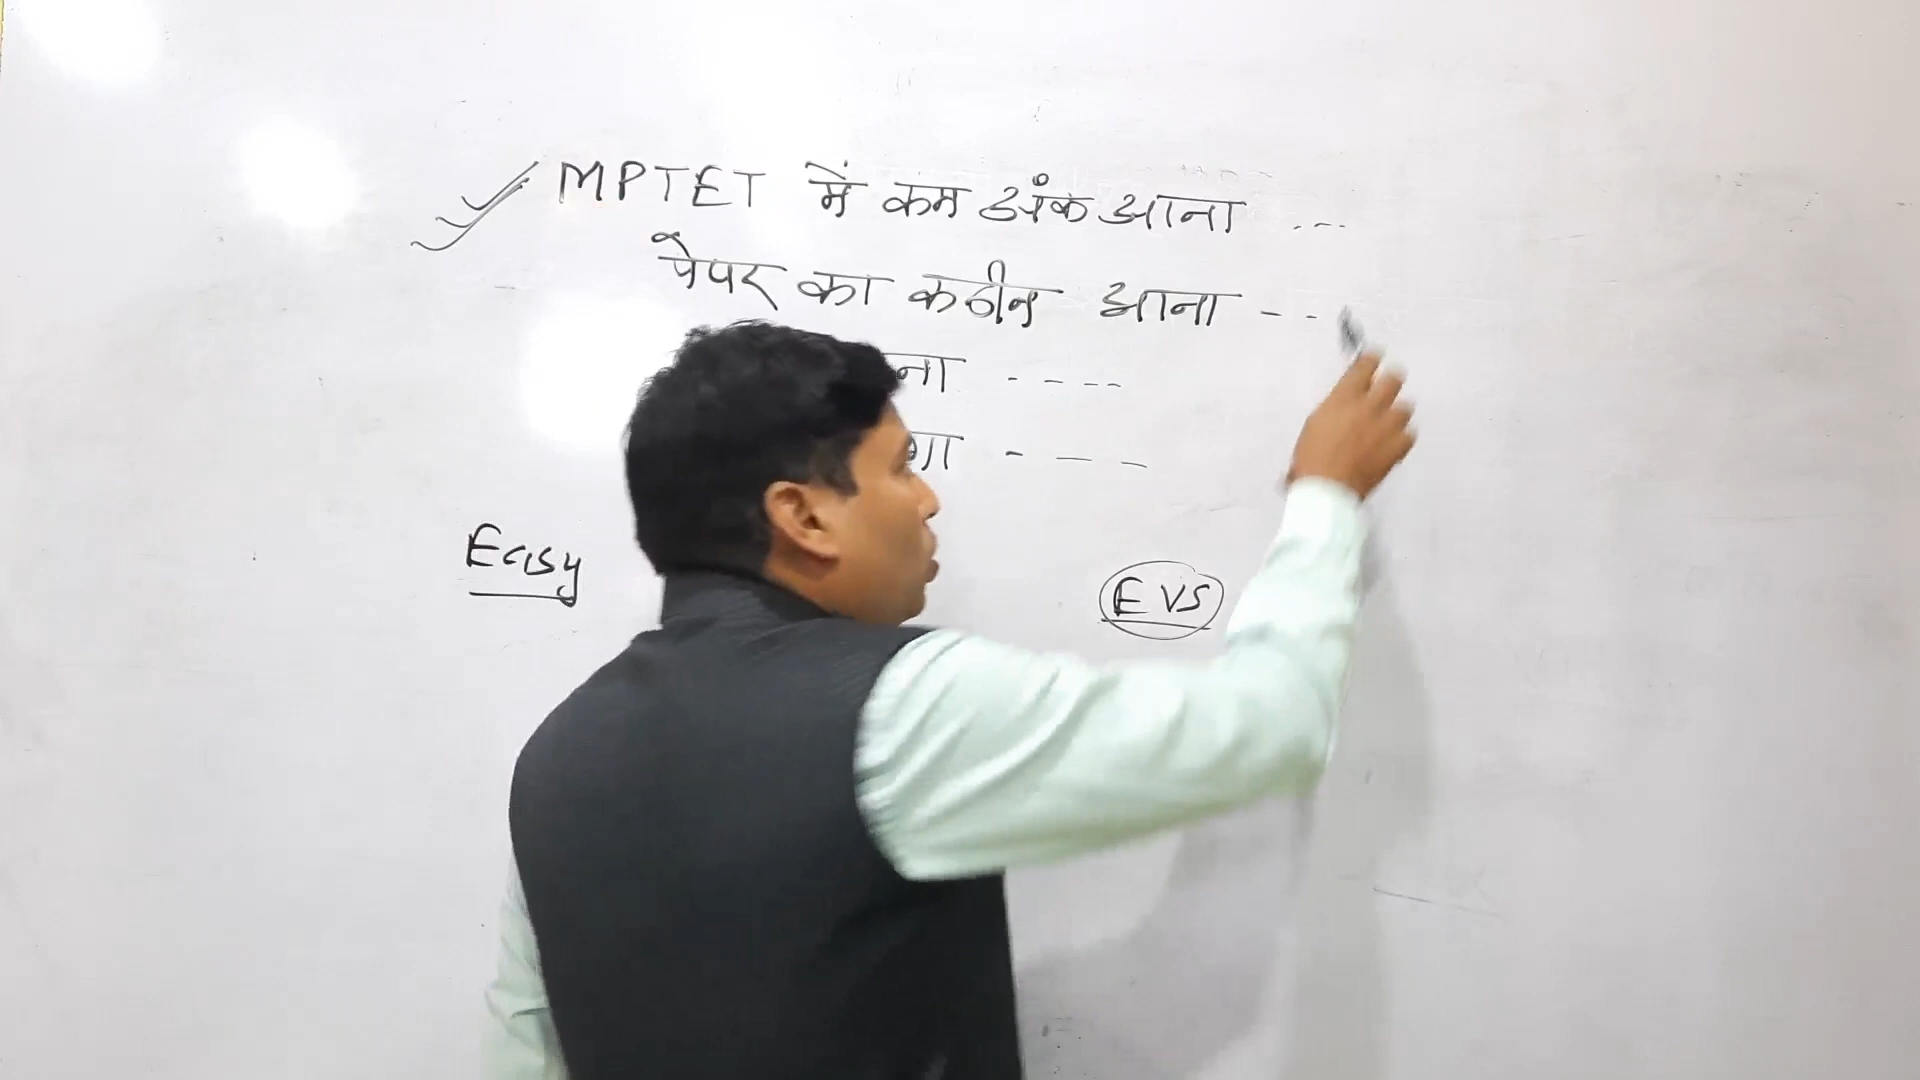 MPTET में कम अंक आना ...
पेपर का कठीन आना - - -
ना - - - -
गा - - -
Easy
EVS